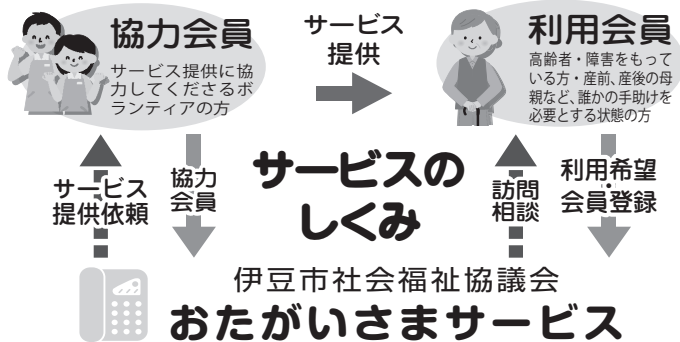 協力会員
サービス提供に協
力してくださるボ
ランティアの方
サービス
提供
利用会員
高齢者・障害をもって
いる方・産前、産後の母
親など、誰かの手助けを
必要とする状態の方
サービス
提供依頼
協力
会員
サービスの
しくみ
訪問
相談
利用希望
・
会員登録
伊豆市社会福祉協議会
おたがいさまサービス